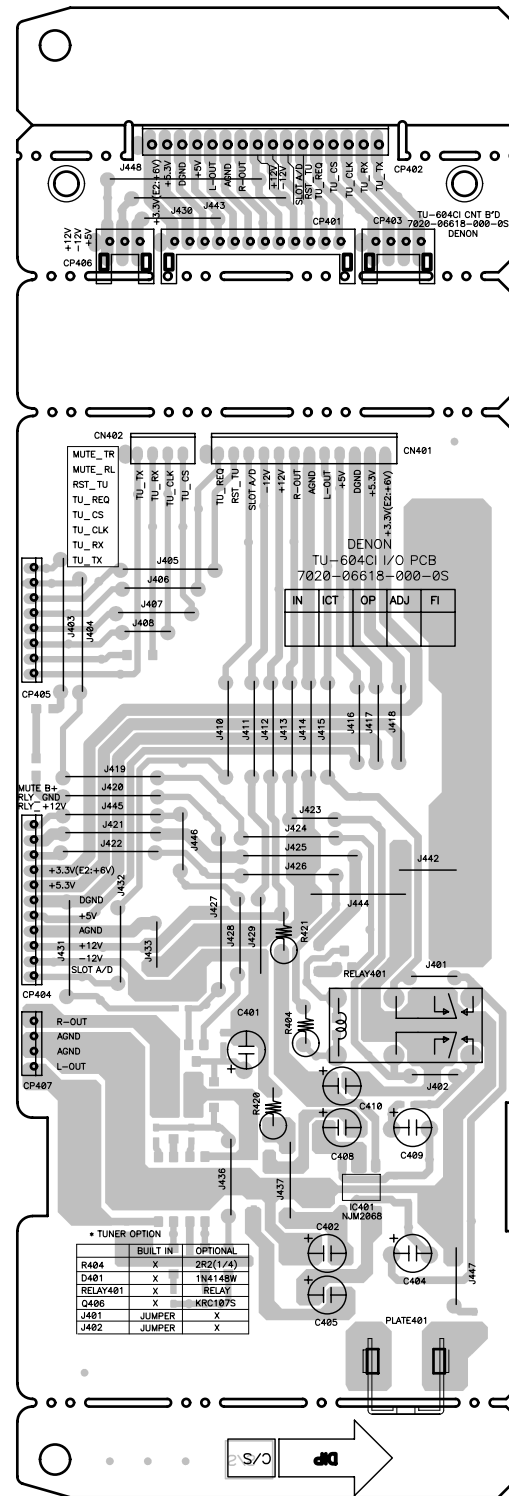 J448
+3.3V(E2:+6V)
+5.3V
DGND
+5V
L-OUT
AGND
R-OUT
+12V
-12V
SLOT A/D
RST_TU
TU_REQ
TU_CS
TU_CLK
TU_RX
TU_TX
CP402
J443
J430
CP401
CP403
TU-604CI CNT B'D
7020-06618-000-0S
DENON
+12V
-12V
+5V
CP406
CN402
CN401
MUTE_TR
MUTE_RL
RST_TU
TU_REQ
TU_CS
TU_CLK
TU_RX
TU_TX
TU_TX
TU_RX
TU_CLK
TU_CS
TU_REQ
RST_TU
SLOT A/D
-12V
+12V
R-OUT
AGND
L-OUT
+5V
DGND
+5.3V
+3.3V(E2:+6V)
DENON
TU-604CI I/O PCB
7020-06618-000-0S
IN ICT OP ADJ FI
J405
J406
J407
J408
J403
J404
CP405
J410
J411
J412
J413
J414
J415
J416
J417
J418
J419
MUTE B+
RLY_GND
RLY_+12V
J420
J445
J421
J422
J446
J423
J424
J425
J426
J442
J444
+3.3V(E2:+6V)
+5.3V
DGND
+5V
AGND
+12V
-12V
SLOT A/D
J432
J431
J433
J427
J428
J429
R421
CP404
RELAY401
J401
R-OUT
AGND
AGND
L-OUT
CP407
C401
R404
J402
C410
R420
C408
C409
J436
J437
IC401
NJM2068
* TUNER OPTION
BUILT IN OPTIONAL
R404 X 2R2(1/4)
D401 X 1N4148W
RELAY401 X RELAY
Q406 X KRC107S
J401 JUMPER X
J402 JUMPER X
C402
C404
J447
C405
PLATE401
C/S
DIP